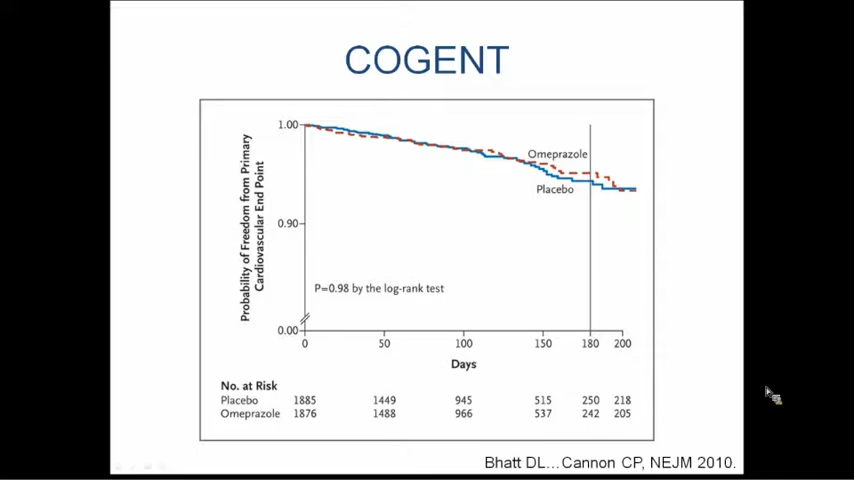 COGENT
1.00
0.90
0.00
Probability of Freedom from Primary
Cardiovascular End Point
Omeprazole
Placebo
P=0.98 by the log-rank test
0 50 100 150 180 200
Days
No. at Risk
Placebo 1885 1449 945 515 250 218
Omeprazole 1876 1488 966 537 242 205
Bhatt DL...Cannon CP, NEJM 2010.